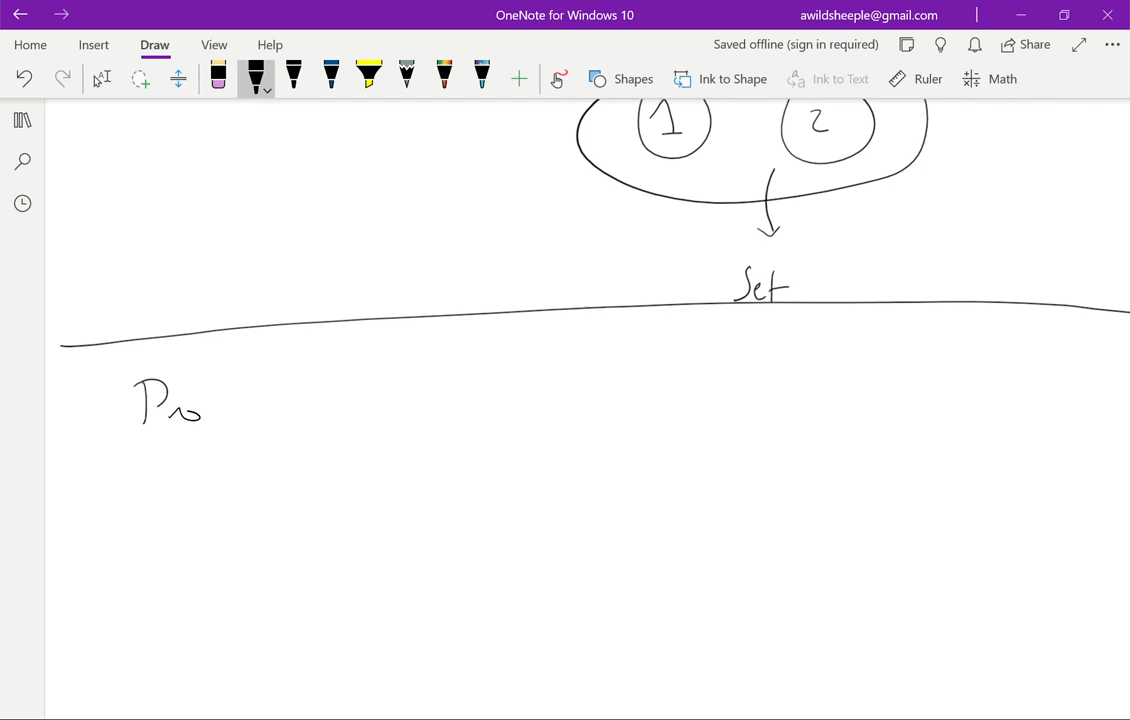 OneNote for Windows 10
awildsheeple@gmail.com
Home
Insert
Draw
View
Help
Saved offline (sign in required)
Share
Shapes
Ink to Shape
Ink to Text
Ruler
Math
1
2
Set
Pro